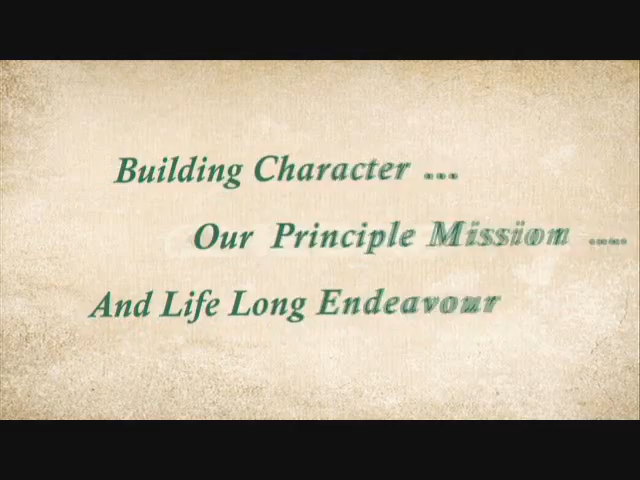 Building Character ...
Our Principle Mission .....
And Life Long Endeavour